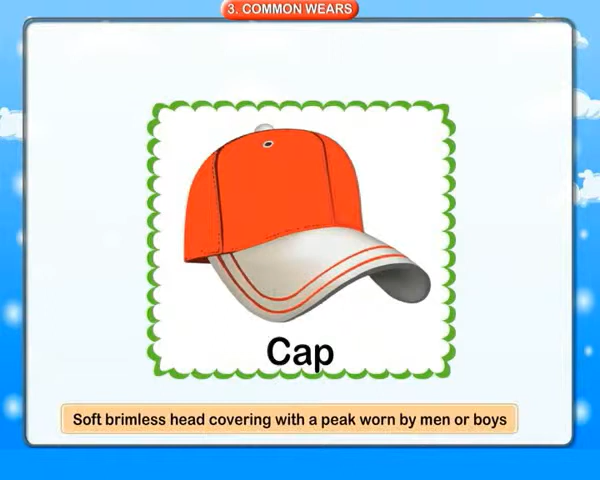 3. COMMON WEARS
Cap
Soft brimless head covering with a peak worn by men or boys